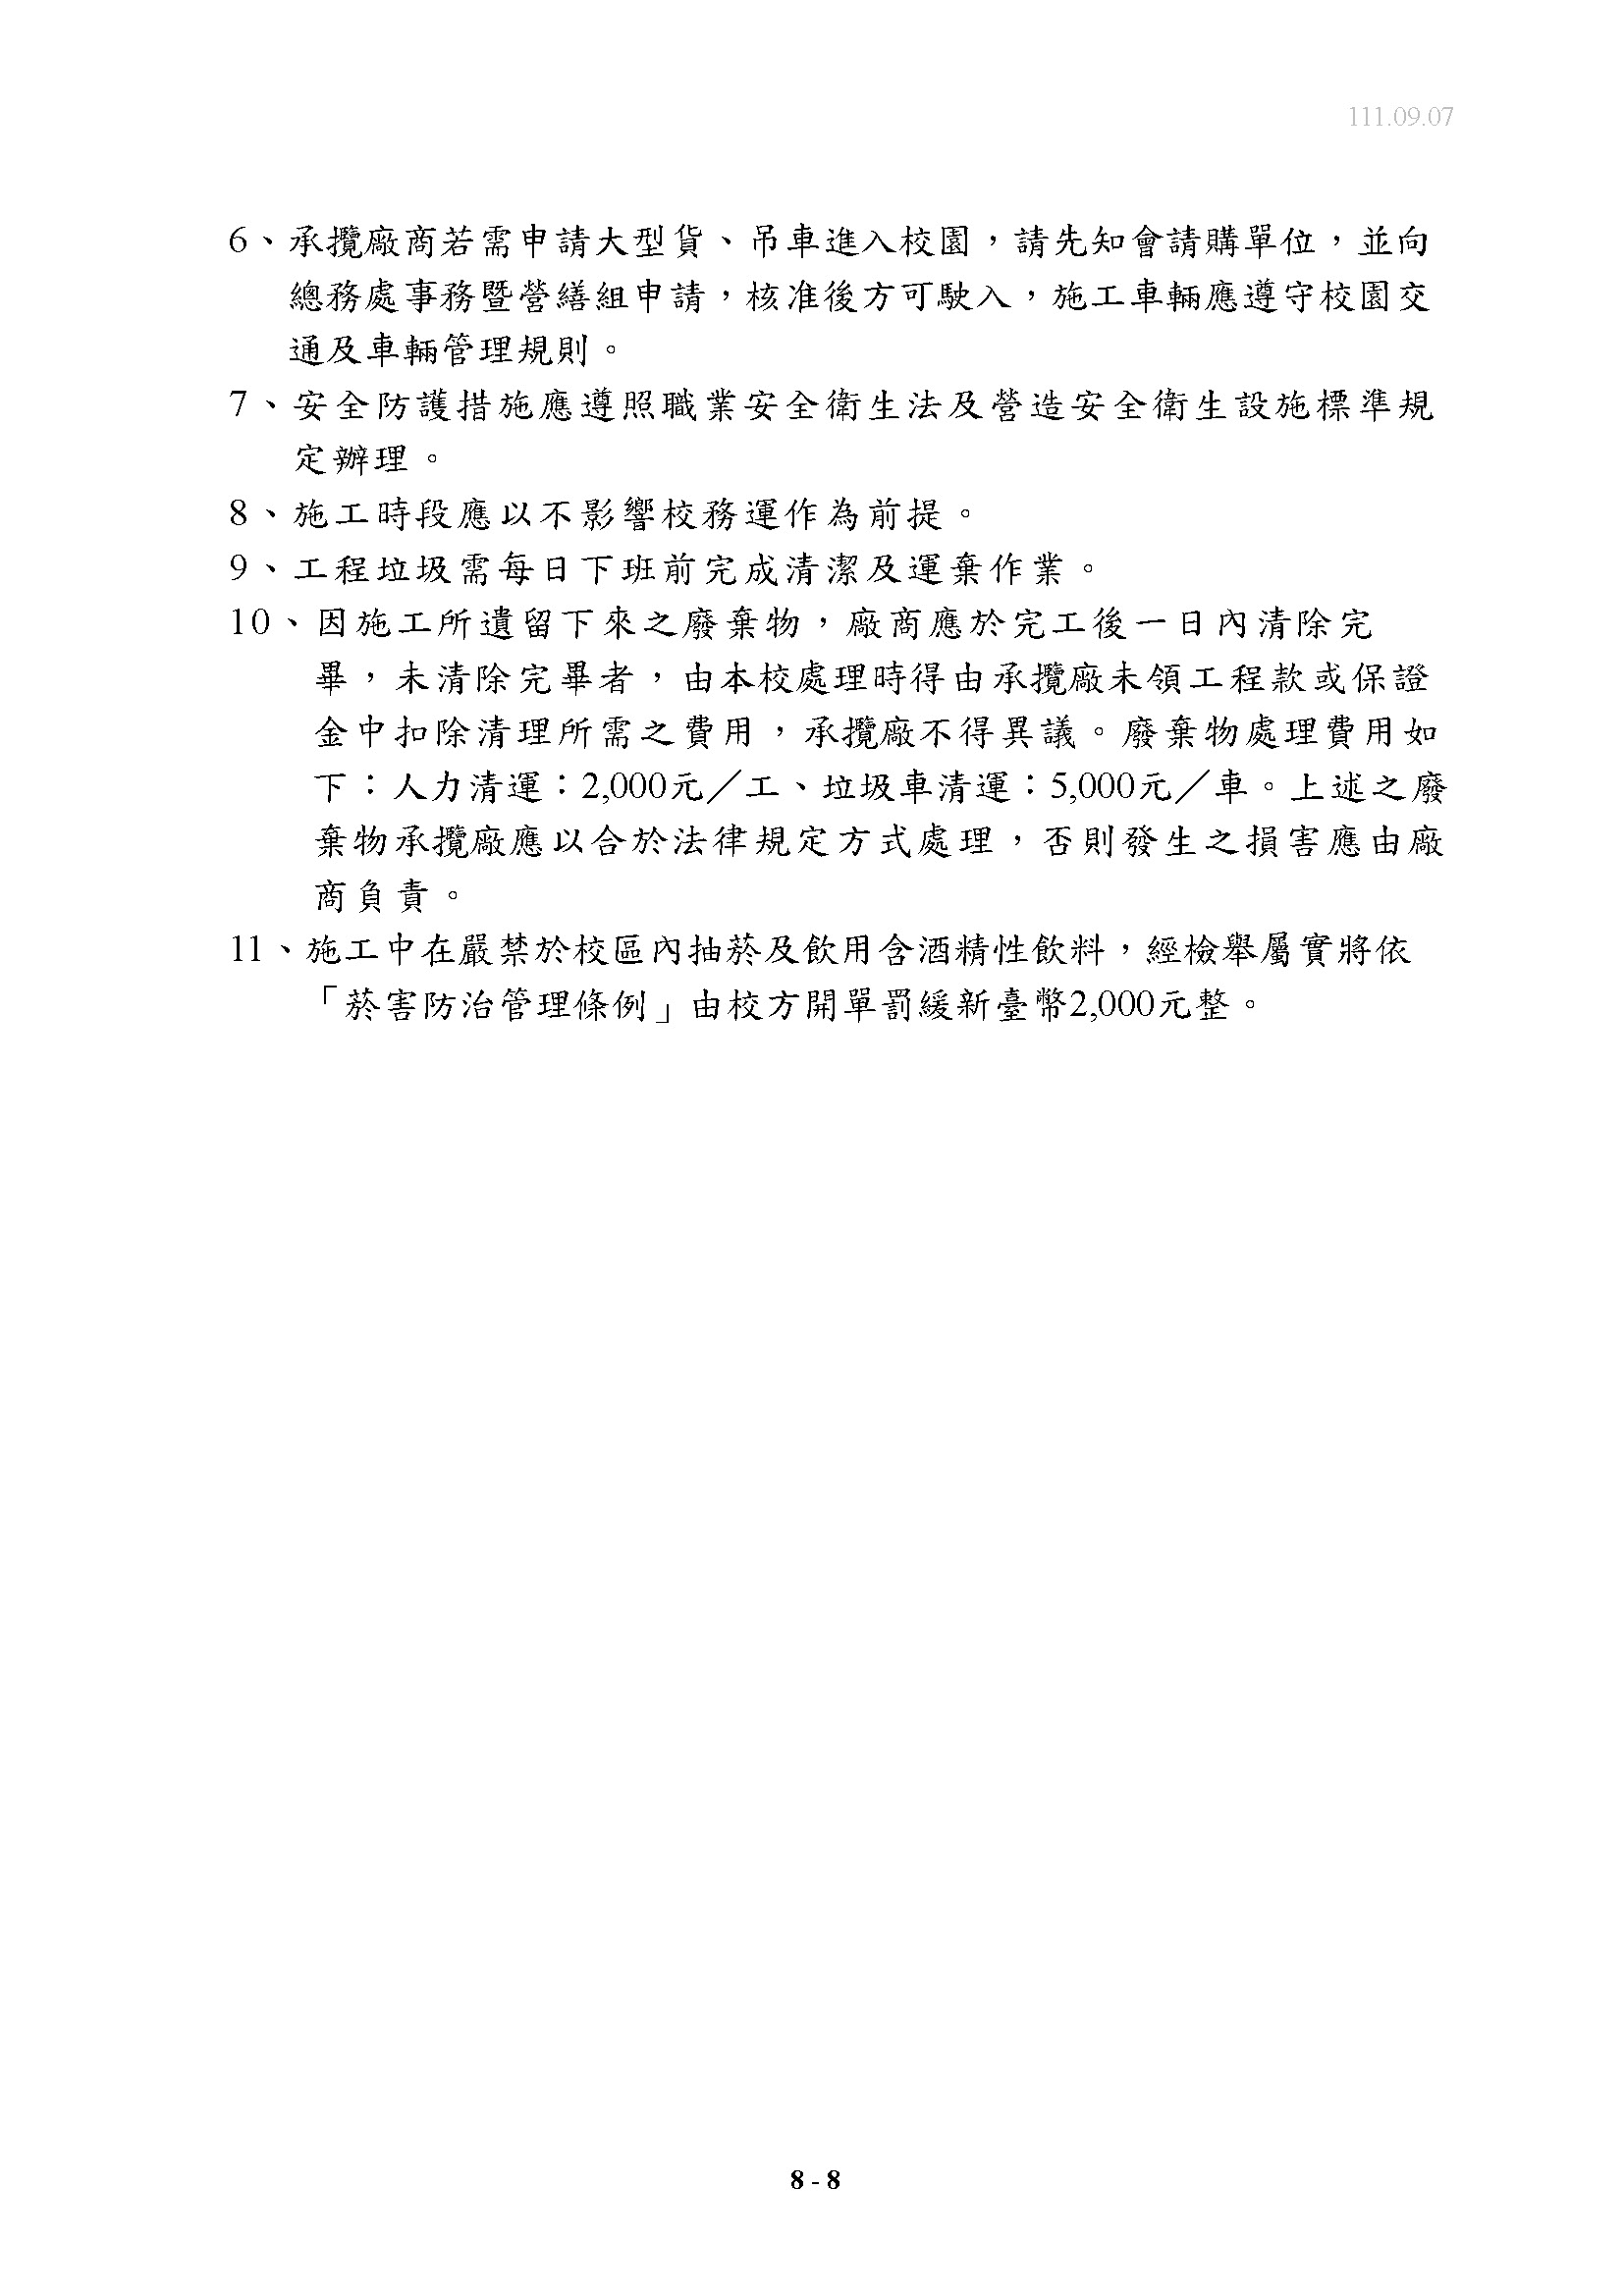 111.09.07
6、承攬廠商若需申請大型貨、吊車進入校園，請先知會請購單位，並向
總務處事務暨營繕組申請，核准後方可駛入，施工車輛應遵守校園交
通及車輛管理規則。
7、安全防護措施應遵照職業安全衛生法及營造安全衛生設施標準規
定辦理。
8、施工時段應以不影響校務運作為前提。
9、工程垃圾需每日下班前完成清潔及運棄作業。
10、因施工所遺留下來之廢棄物，廠商應於完工後一日內清除完
畢，未清除完畢者，由本校處理時得由承攬廠未領工程款或保證
金中扣除清理所需之費用，承攬廠不得異議。廢棄物處理費用如
下：人力清運：2,000元／工、垃圾車清運：5,000元／車。上述之廢
棄物承攬廠應以合於法律規定方式處理，否則發生之損害應由廠
商負責。
11、施工中在嚴禁於校區內抽菸及飲用含酒精性飲料，經檢舉屬實將依
「菸害防治管理條例」由校方開單罰緩新臺幣2,000元整。
8 - 8